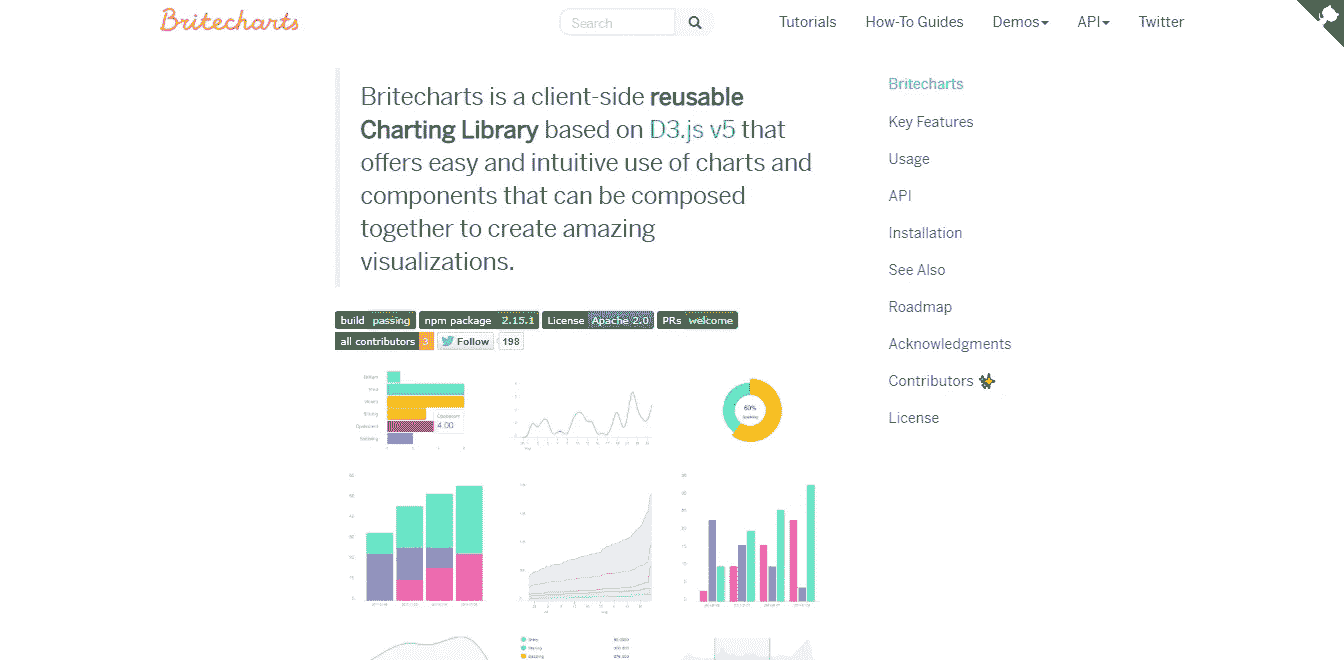 Britecharts
Search
Tutorials
How-To Guides
Demos
API
Twitter
Britecharts is a client-side reusable
Charting Library based on D3.js v5 that
offers easy and intuitive use of charts and
components that can be composed
together to create amazing
visualizations.
build passing
npm package 2.15.1
License Apache 2.0
PRs welcome
all contributors
Follow
198
4.00
60%
Britecharts
Key Features
Usage
API
Installation
See Also
Roadmap
Acknowledgments
Contributors
License